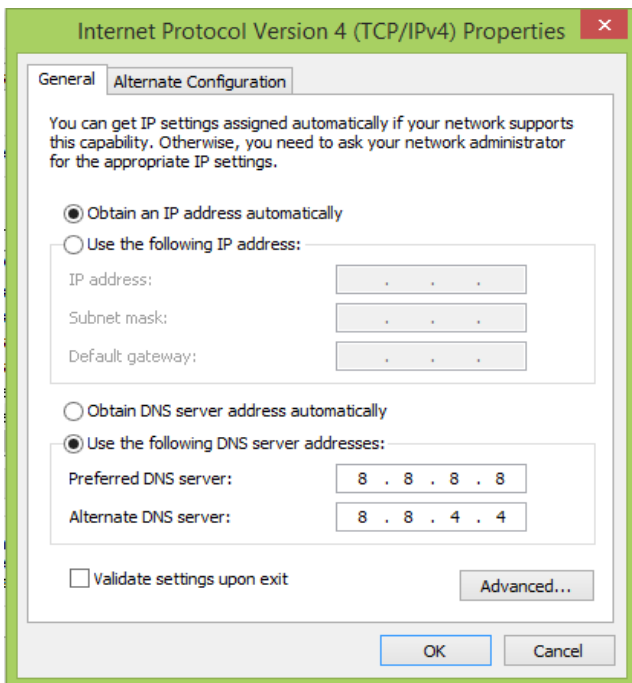 Internet Protocol Version 4 (TCP/IPv4) Properties
General
Alternate Configuration
You can get IP settings assigned automatically if your network supports
this capability. Otherwise, you need to ask your network administrator
for the appropriate IP settings.
Obtain an IP address automatically
Use the following IP address:
IP address: . . .
Subnet mask: . . .
Default gateway: . . .
Obtain DNS server address automatically
Use the following DNS server addresses:
Preferred DNS server: 8 . 8 . 8 . 8
Alternate DNS server: 8 . 8 . 4 . 4
Validate settings upon exit
Advanced...
OK
Cancel